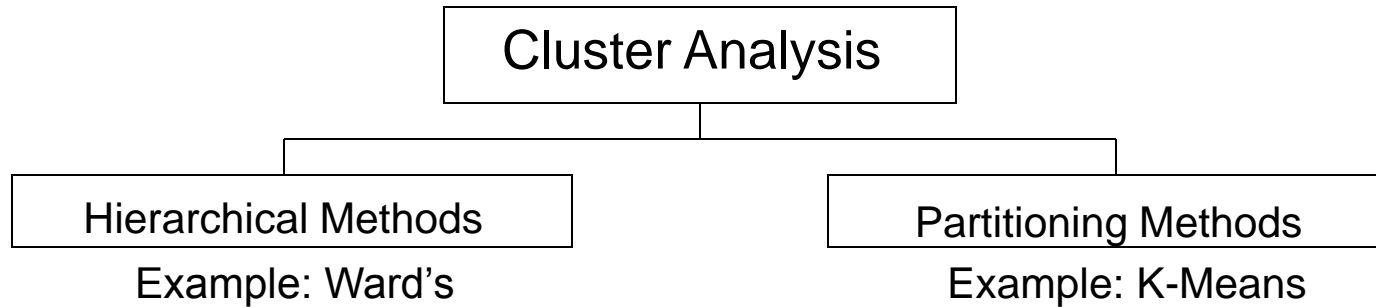 Cluster Analysis
Hierarchical Methods
Example: Ward’s
Partitioning Methods
Example: K-Means